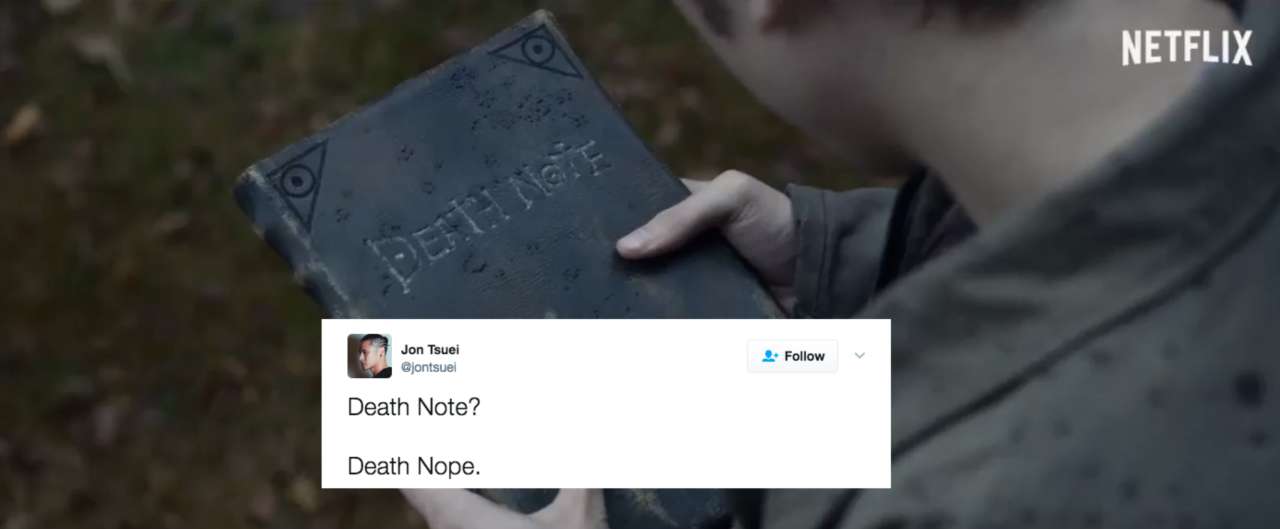 NETFLIX
DEATH NOTE
Jon Tsuei
@jontsuei
Follow
Death Note?
Death Nope.